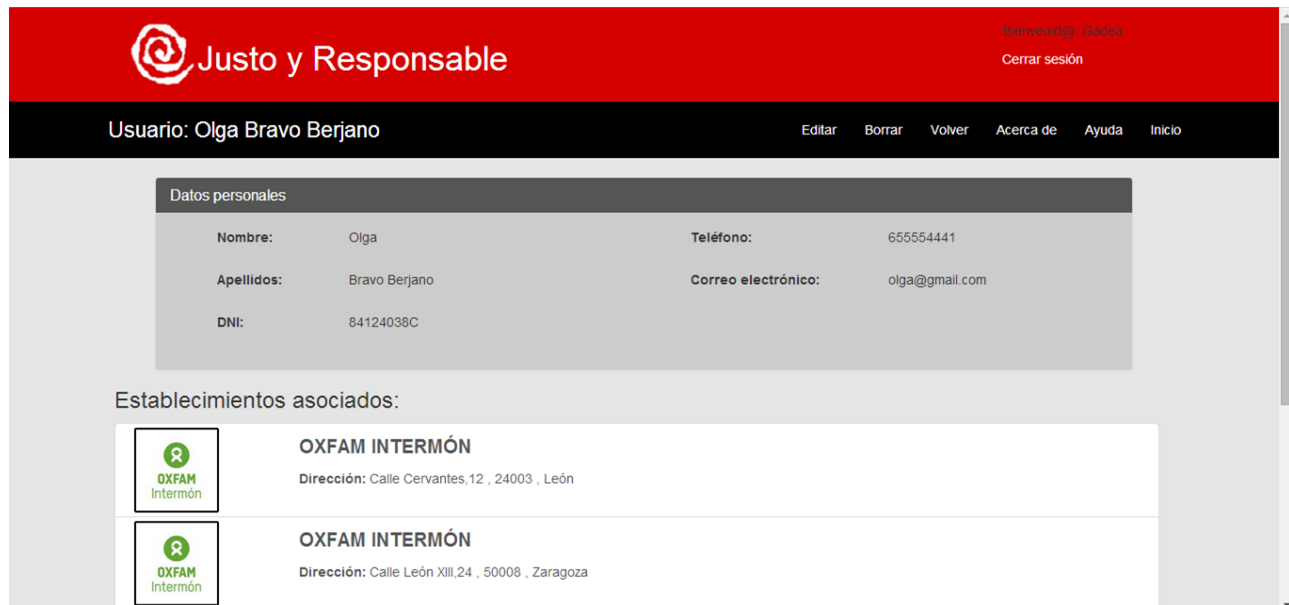 Justo y Responsable
Bienvenid@: Gadea
Cerrar sesión
Usuario: Olga Bravo Berjano
Editar Borrar Volver Acerca de Ayuda Inicio
Datos personales
Nombre: Olga Teléfono: 655554441
Apellidos: Bravo Berjano Correo electrónico: olga@gmail.com
DNI: 84124038C
Establecimientos asociados:
OXFAM
Intermón
OXFAM INTERMÓN
Dirección: Calle Cervantes,12 , 24003 , León
OXFAM
Intermón
OXFAM INTERMÓN
Dirección: Calle León XIII,24 , 50008 , Zaragoza